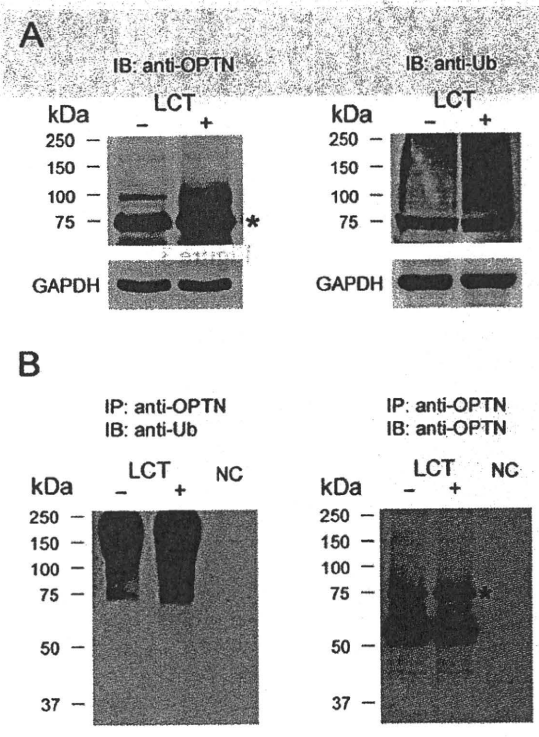 A
IB: anti-OPTN
IB: anti-Ub
kDa
LCT
- +
250
150
100
75
*
GAPDH
kDa
LCT
- +
250
150
100
75
GAPDH
B
IP: anti-OPTN
IB: anti-Ub
kDa
LCT
- +
NC
250
150
100
75
50
37
IP: anti-OPTN
IB: anti-OPTN
kDa
LCT
- +
NC
250
150
100
75
*
50
37